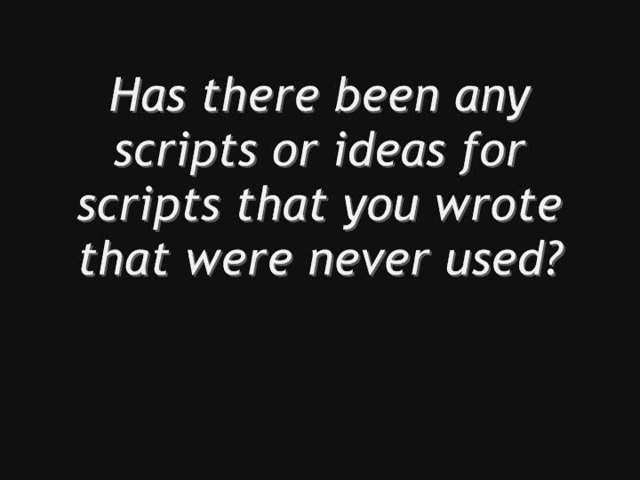 Has there been any
scripts or ideas for
scripts that you wrote
that were never used?